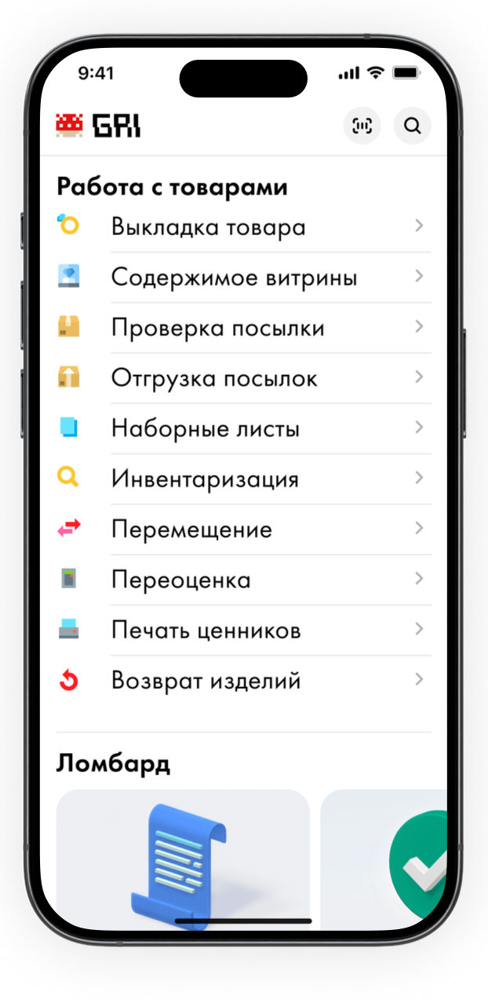 9:41
GRI
Работа с товарами
Выкладка товара
Содержимое витрины
Проверка посылки
Отгрузка посылок
Наборные листы
Инвентаризация
Перемещение
Переоценка
Печать ценников
Возврат изделий
Ломбард